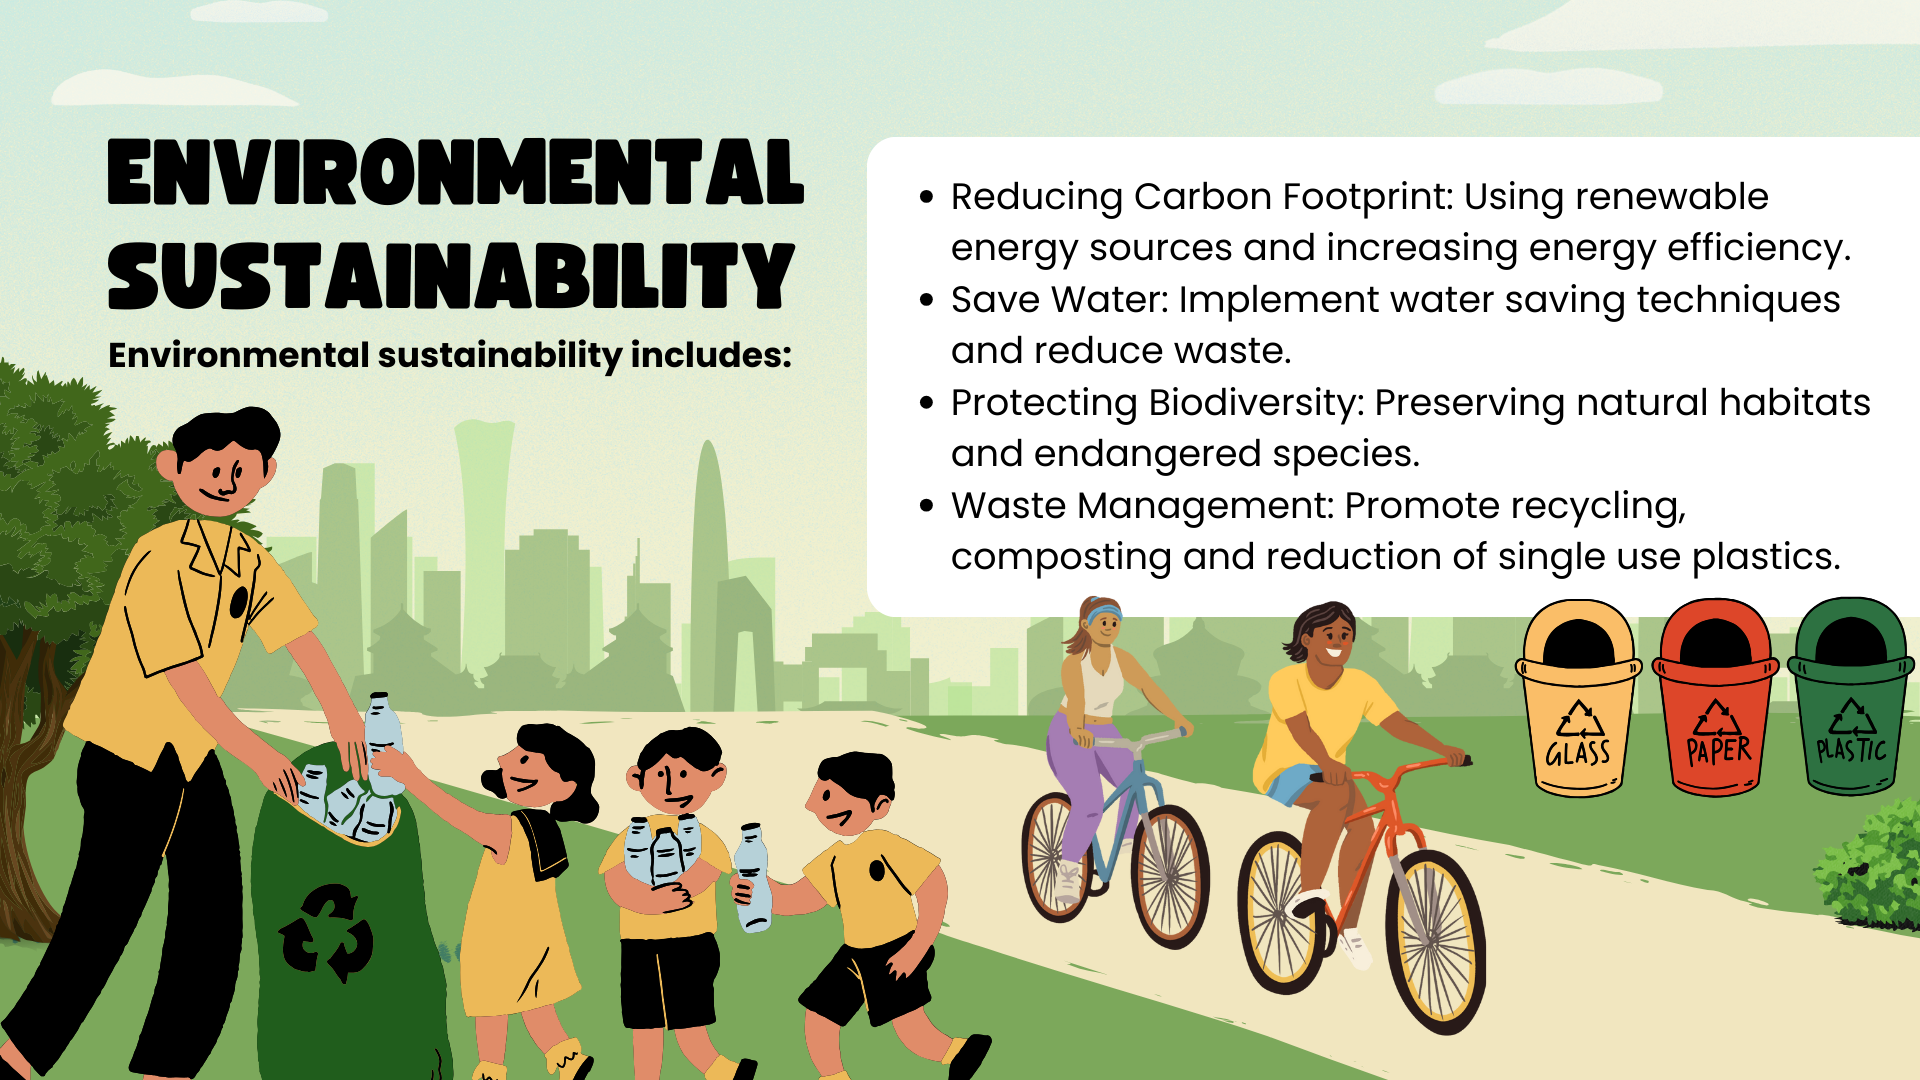 ENVIRONMENTAL
SUSTAINABILITY
Environmental sustainability includes:
• Reducing Carbon Footprint: Using renewable
energy sources and increasing energy efficiency.
• Save Water: Implement water saving techniques
and reduce waste.
• Protecting Biodiversity: Preserving natural habitats
and endangered species.
• Waste Management: Promote recycling,
composting and reduction of single use plastics.
GLASS
PAPER
PLASTIC